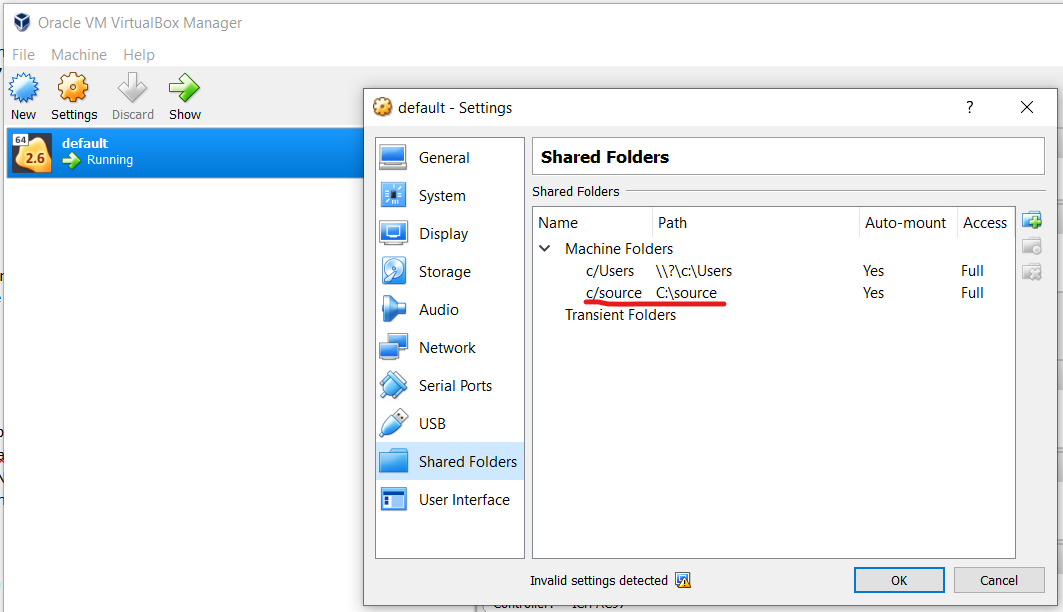 Oracle VM VirtualBox Manager
File Machine Help
New Settings Discard Show
64
2.6
default
Running
default - Settings
?
General
System
Display
Storage
Audio
Network
Serial Ports
USB
Shared Folders
User Interface
Shared Folders
Shared Folders
Name Path Auto-mount Access
Machine Folders
c/Users \\?\c:\Users Yes Full
c/source C:\source Yes Full
Transient Folders
Invalid settings detected
OK Cancel